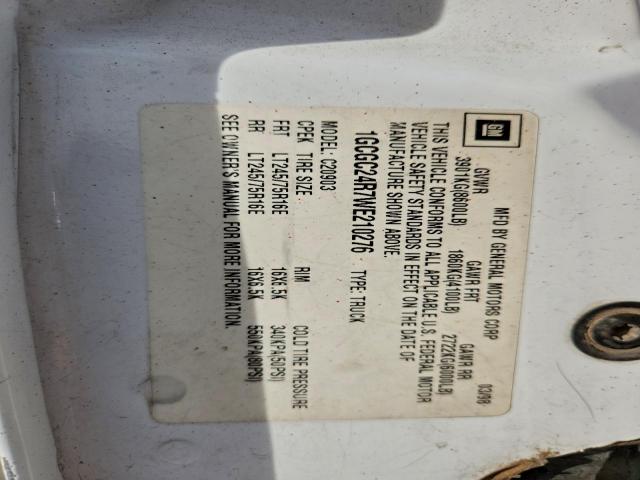 GM
MFD BY GENERAL MOTORS CORP 03/98
GVWR GAWR FRT GAWR RR
3901KG(8600LB) 1860KG(4100LB) 2722KG(6000LB)
THIS VEHICLE CONFORMS TO ALL APPLICABLE U.S. FEDERAL MOTOR
VEHICLE SAFETY STANDARDS IN EFFECT ON THE DATE OF
MANUFACTURE SHOWN ABOVE.
1GCGC24R7WE210276 TYPE: TRUCK
MODEL: C20903
CPEK TIRE SIZE RIM COLD TIRE PRESSURE
FRT LT245/75R16E 16X6.5K 340KPA(50PSI)
RR LT245/75R16E 16X6.5K 550KPA(80PSI)
SEE OWNER'S MANUAL FOR MORE INFORMATION.